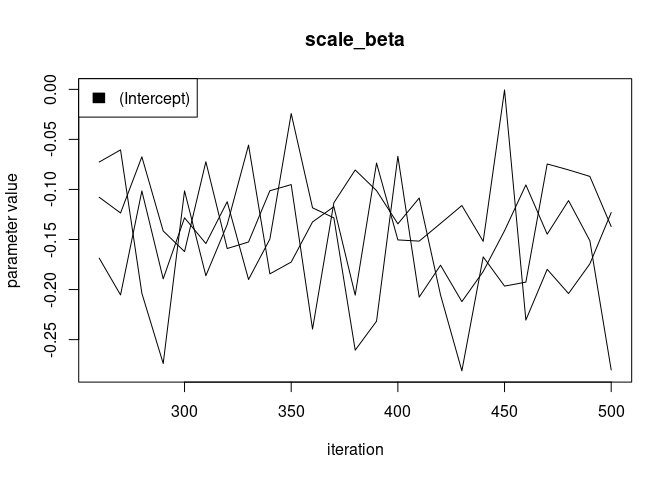 scale_beta
(Intercept)
0.00
-0.05
-0.10
-0.15
-0.20
-0.25
parameter value
300 350 400 450 500
iteration